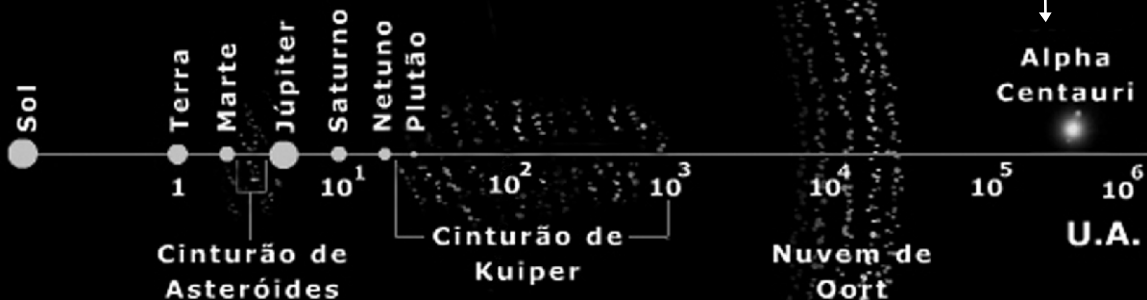 Sol
Terra
Marte
Júpiter
Saturno
Netuno
Plutão
Alpha
Centauri
1 10¹ 10² 10³ 10⁴ 10⁵ 10⁶
U.A.
Cinturão de
Asteróides
Cinturão de
Kuiper
Nuvem de
Oort